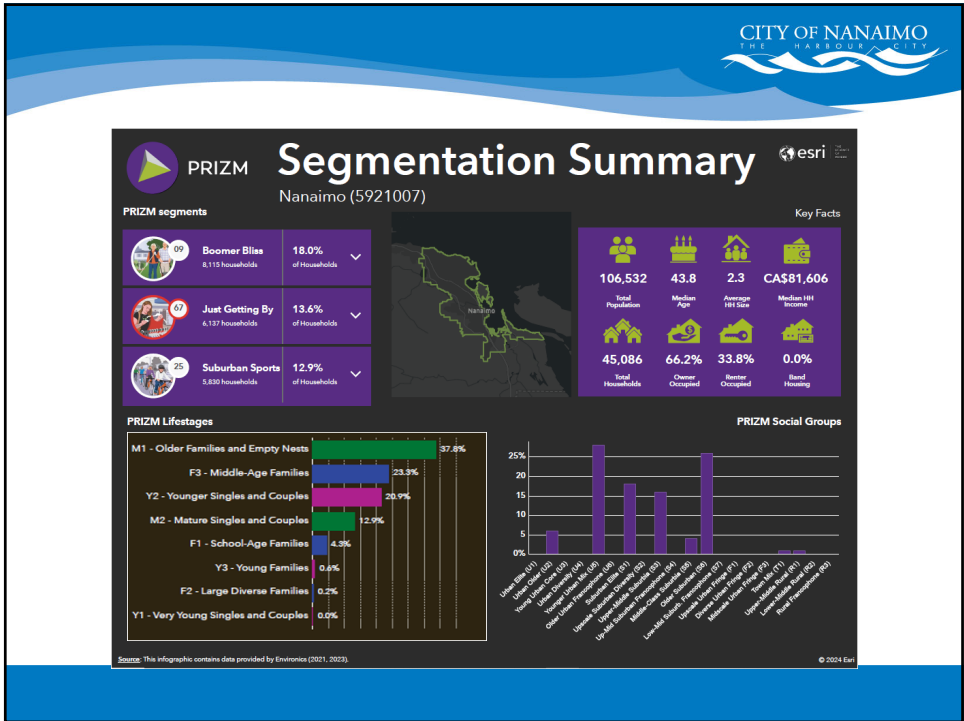 CITY OF NANAIMO
THE HARBOUR CITY
PRIZM
Segmentation Summary
esri
Nanaimo (5921007)
PRIZM segments
Key Facts
09
Boomer Bliss
8,115 households
18.0%
of Households
67
Just Getting By
6,137 households
13.6%
of Households
25
Suburban Sports
5,830 households
12.9%
of Households
Nanaimo
106,532
Total
Population
43.8
Median
Age
2.3
Average
HH Size
CA$81,606
Median HH
Income
45,086
Total
Households
66.2%
Owner
Occupied
33.8%
Renter
Occupied
0.0%
Band
Housing
PRIZM Lifestages
M1 - Older Families and Empty Nests 37.8%
F3 - Middle-Age Families 23.3%
Y2 - Younger Singles and Couples 20.9%
M2 - Mature Singles and Couples 12.9%
F1 - School-Age Families 4.3%
Y3 - Young Families 0.6%
F2 - Large Diverse Families 0.2%
Y1 - Very Young Singles and Couples 0.0%
PRIZM Social Groups
25%
20
15
10
5
0%
Urban Elite (U1)
Urban Older (U2)
Young Urban Core (U3)
Urban Diversity (U4)
Younger Urban Mix (U5)
Older Urban Francophone (U6)
Suburban Elite (S1)
Upscale Suburban Diversity (S2)
Upper-Middle Suburbia (S3)
Up-Mid Suburban Francophone (S4)
Middle-Class Suburbia (S5)
Older Suburban (S6)
Low-Mid Suburb. Francophone (S7)
Upscale Urban Fringe (F1)
Diverse Urban Fringe (F2)
Midscale Urban Fringe (F3)
Town Mix (T1)
Upper-Middle Rural (R1)
Lower-Middle Rural (R2)
Rural Francophone (R3)
Source: This infographic contains data provided by Environics (2021, 2023).
© 2024 Esri